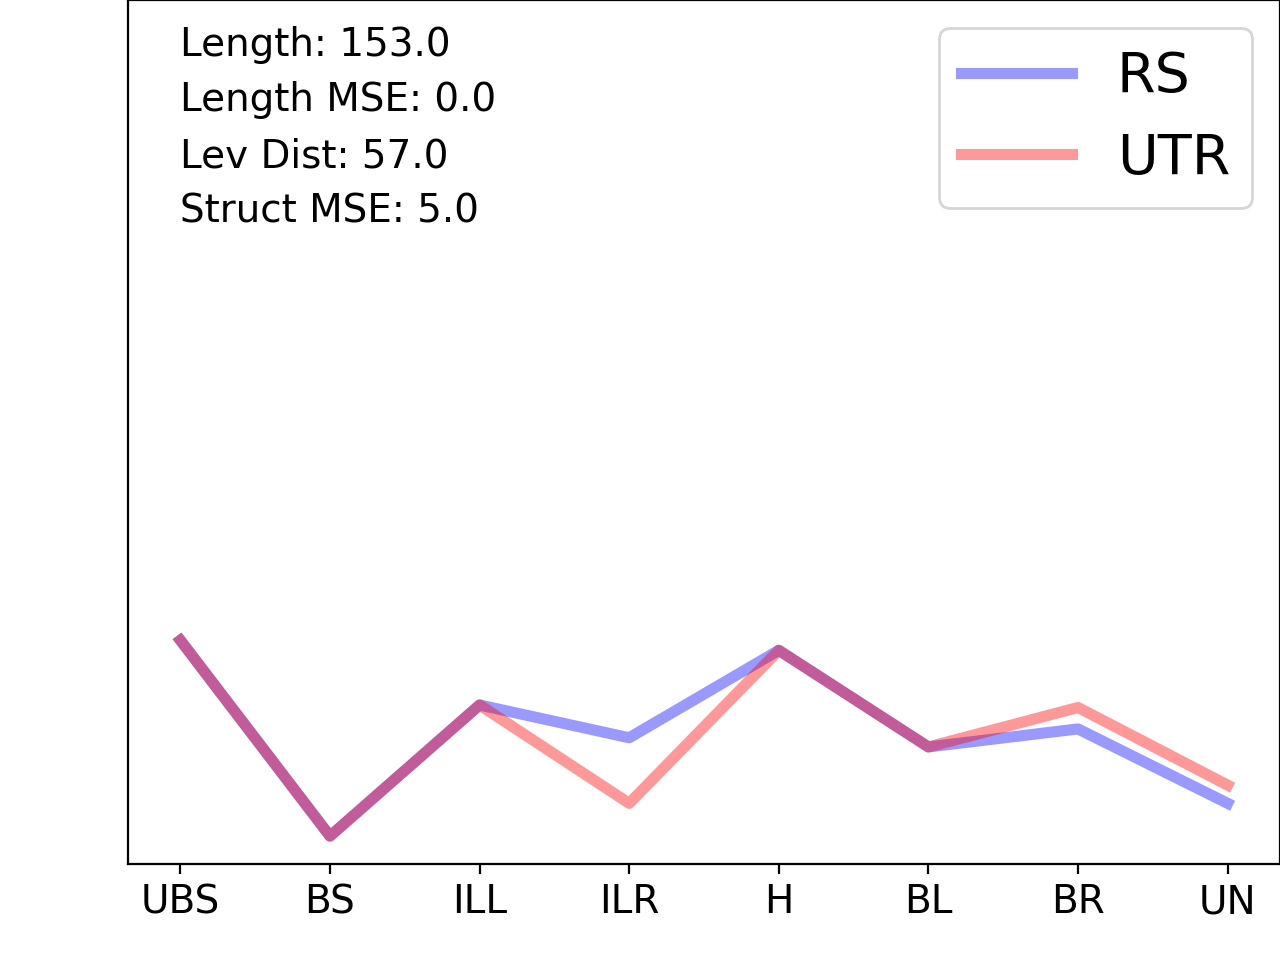 Length: 153.0
Length MSE: 0.0
Lev Dist: 57.0
Struct MSE: 5.0
RS
UTR
UBS BS ILL ILR H BL BR UN